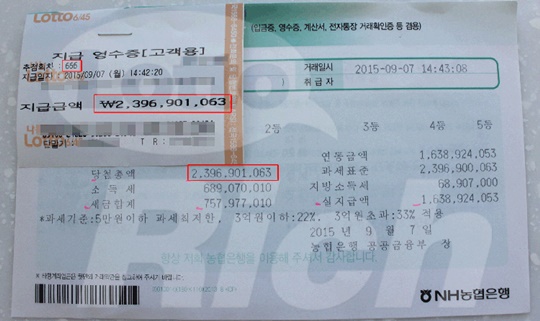 Lotto 6/45
지급 영수증[고객용]
추첨회차 : 666
지급일자 : 2015/09/07 (월) 14:42:20
지급금액 ₩2,396,901,063
TR:
(입금증, 영수증, 계산서, 전자통장 거래확인증 등 겸용)
거래일시 2015-09-07 14:43:08
취급자
2등 3등 4등 5등
당첨총액 2,396,901,063 연동금액 1,638,924,053
소득세 689,070,010 과세표준 2,396,900,063
세금합계 757,977,010 지방소득세 68,907,000
실지급액 1,638,924,053
*과세기준:5만원이하 과세최저한, 3억원이하:22%, 3억원초과:33% 적용
2015 년 9 월 7 일
농협은행 공공금융부 장
항상 저희 농협은행을 이용해 주셔서 감사합니다.
Rich
NH농협은행